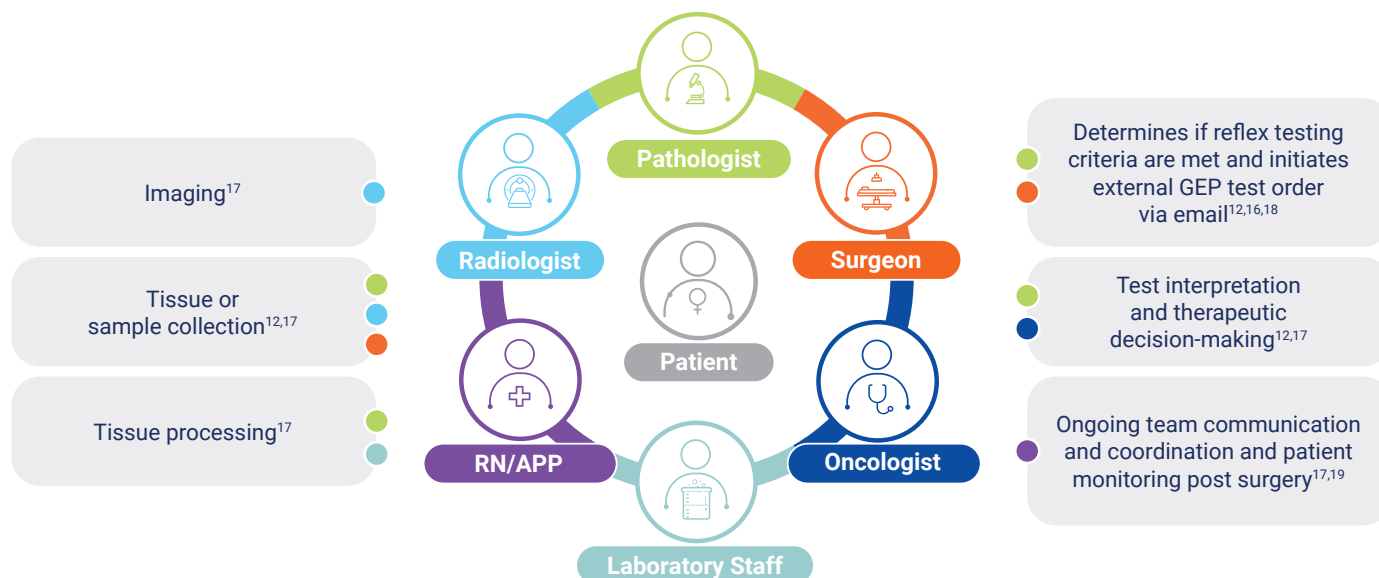 Imaging17
Tissue or
sample collection12,17
Tissue processing17
Pathologist
Radiologist
Surgeon
Patient
RN/APP
Oncologist
Laboratory Staff
Determines if reflex testing
criteria are met and initiates
external GEP test order
via email12,16,18
Test interpretation
and therapeutic
decision-making12,17
Ongoing team communication
and coordination and patient
monitoring post surgery17,19